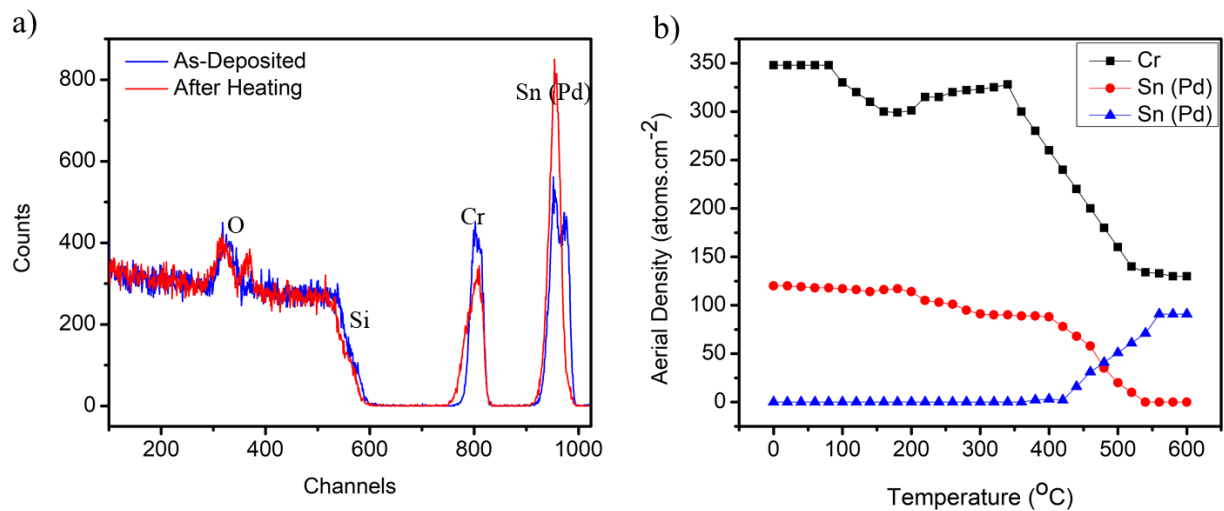 a)
As-Deposited
After Heating
Sn (Pd)
O
Cr
Si
800
600
400
200
0
Counts
200
400
600
800
1000
Channels
b)
Cr
Sn (Pd)
Sn (Pd)
350
300
250
200
150
100
50
0
Aerial Density (atoms.cm-2)
0
100
200
300
400
500
600
Temperature (oC)